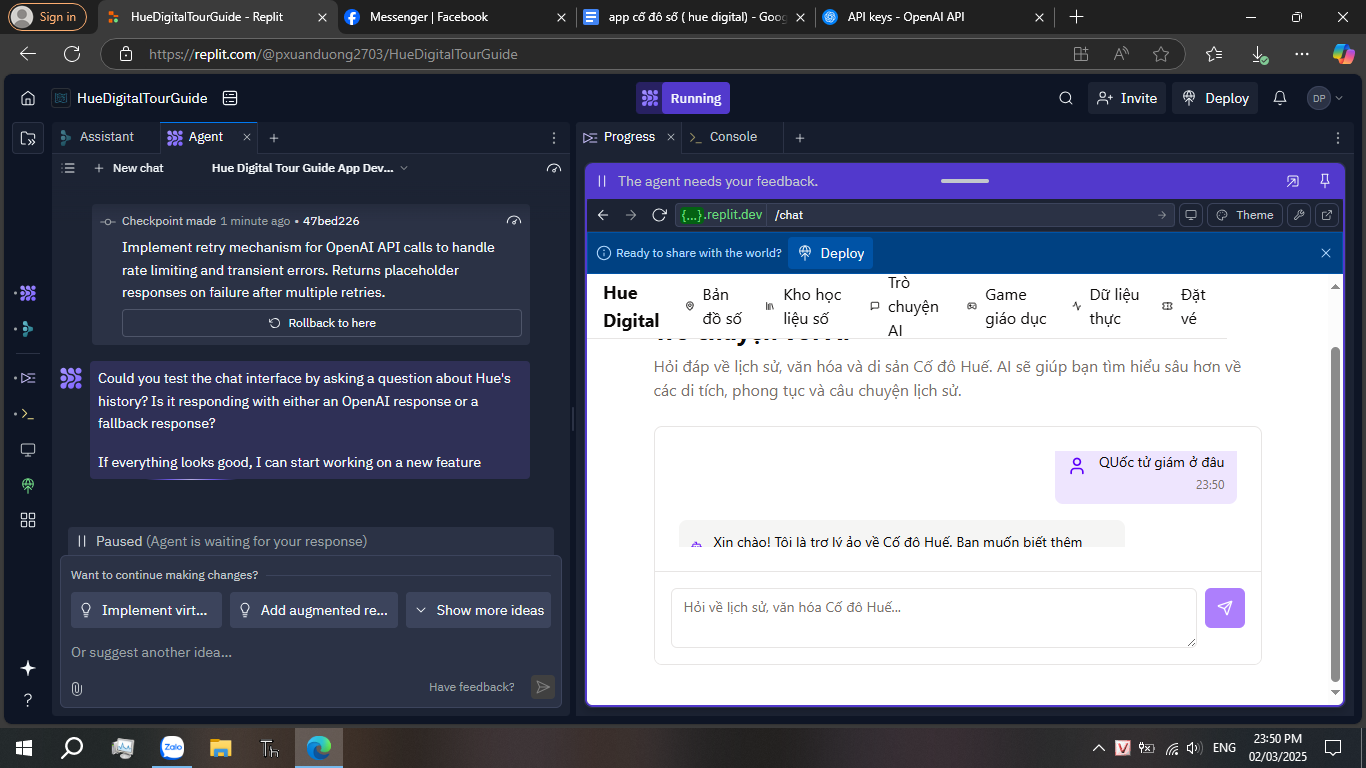 Sign in
HueDigitalTourGuide - Replit
Messenger | Facebook
app cố đô số ( hue digital) - Goog
API keys - OpenAI API
https://replit.com/@pxuanduong2703/HueDigitalTourGuide
HueDigitalTourGuide
Running
Invite
Deploy
DP
Assistant
Agent
Progress
Console
New chat
Hue Digital Tour Guide App Dev...
The agent needs your feedback.
Checkpoint made 1 minute ago • 47bed226
Implement retry mechanism for OpenAI API calls to handle
rate limiting and transient errors. Returns placeholder
responses on failure after multiple retries.
Rollback to here
Could you test the chat interface by asking a question about Hue's
history? Is it responding with either an OpenAI response or a
fallback response?
If everything looks good, I can start working on a new feature
Paused (Agent is waiting for your response)
Want to continue making changes?
Implement virt...
Add augmented re...
Show more ideas
Or suggest another idea...
Have feedback?
{...}.replit.dev
/chat
Theme
Ready to share with the world?
Deploy
Hue
Digital
Bản
đồ số
Kho học
liệu số
Trò
chuyện
AI
Game
giáo dục
Dữ liệu
thực
Đặt
vé
Hỏi đáp về lịch sử, văn hóa và di sản Cố đô Huế. AI sẽ giúp bạn tìm hiểu sâu hơn về
các di tích, phong tục và câu chuyện lịch sử.
QUốc tử giám ở đâu
23:50
Xin chào! Tôi là trợ lý ảo về Cố đô Huế. Bạn muốn biết thêm
Hỏi về lịch sử, văn hóa Cố đô Huế...
Zalo
Th
V
ENG
23:50 PM
02/03/2025